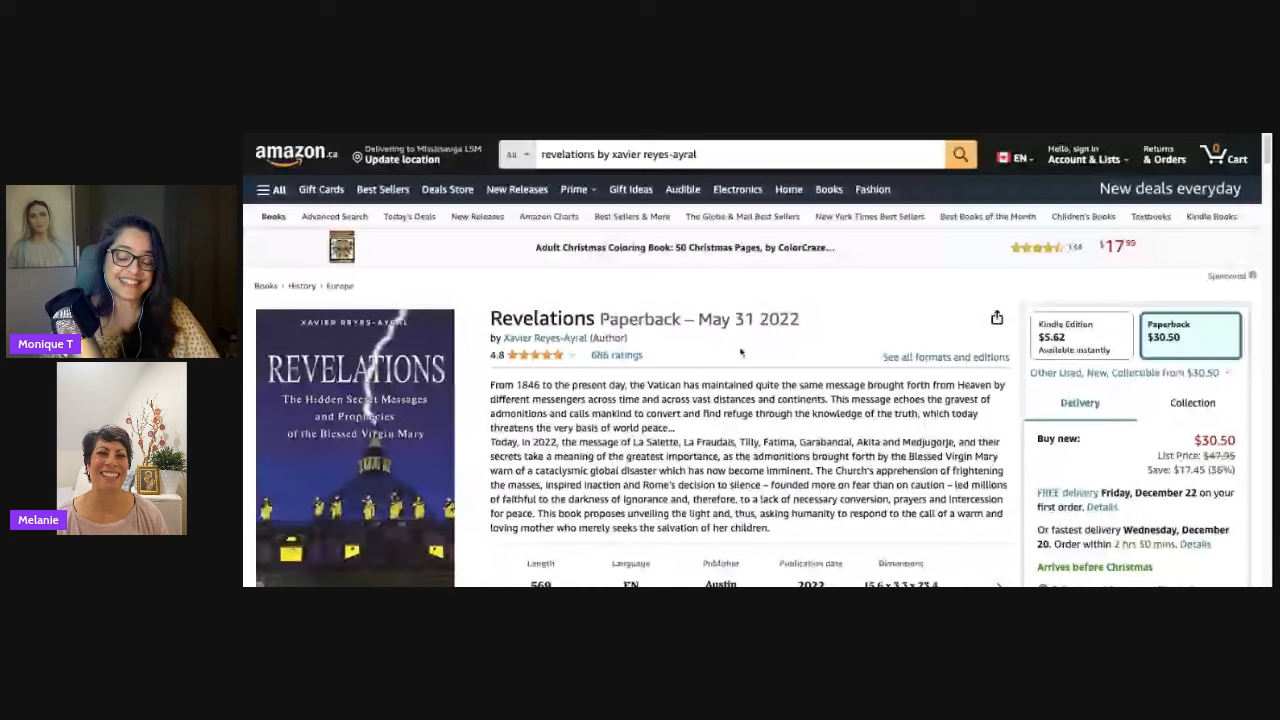 amazon.ca
Delivering to Mississauga L5M
Update location
All
revelations by xavier reyes-ayral
EN
Hello, sign in
Account & Lists
Returns
& Orders
0
Cart
All
Gift Cards
Best Sellers
Deals Store
New Releases
Prime
Gift Ideas
Audible
Electronics
Home
Books
Fashion
New deals everyday
Books
Advanced Search
Today's Deals
New Releases
Amazon Charts
Best Sellers & More
The Globe & Mail Best Sellers
New York Times Best Sellers
Best Books of the Month
Children's Books
Textbooks
Kindle Books
Adult Christmas Coloring Book: 50 Christmas Pages, by ColorCraze...
$17.99
Sponsored
Books › History › Europe
XAVIER REYES-AYRAL
REVELATIONS
The Hidden Secret Messages
and Prophecies
of the Blessed Virgin Mary
Revelations Paperback – May 31 2022
by Xavier Reyes-Ayral (Author)
4.8
686 ratings
See all formats and editions
From 1846 to the present day, the Vatican has maintained quite the same message brought forth from Heaven by
different messengers across time and across vast distances and continents. This message echoes the gravest of
admonitions and calls mankind to convert and find refuge through the knowledge of the truth, which today
threatens the very basis of world peace...
Today, in 2022, the message of La Salette, La Fraudais, Tilly, Fatima, Garabandal, Akita and Medjugorje, and their
secrets take a meaning of the greatest importance, as the admonitions brought forth by the Blessed Virgin Mary
warn of a cataclysmic global disaster which has now become imminent. The Church's apprehension of frightening
the masses, inspired inaction and Rome's decision to silence – founded more on fear than on caution – led millions
of faithful to the darkness of ignorance and, therefore, to a lack of necessary conversion, prayers and intercession
for peace. This book proposes unveiling the light and, thus, asking humanity to respond to the call of a warm and
loving mother who merely seeks the salvation of her children.
Length
Language
Publisher
Publication date
Dimensions
569
EN
Austin
2022
15.6 x 3.3 x 23.4
Kindle Edition
$5.62
Available instantly
Paperback
$30.50
Other Used, New, Collectible from $30.50
Delivery
Collection
Buy new:
$30.50
List Price: $47.95
Save: $17.45 (36%)
FREE delivery Friday, December 22 on your
first order. Details
Or fastest delivery Wednesday, December
20. Order within 2 hrs 50 mins. Details
Arrives before Christmas
Monique T
Melanie